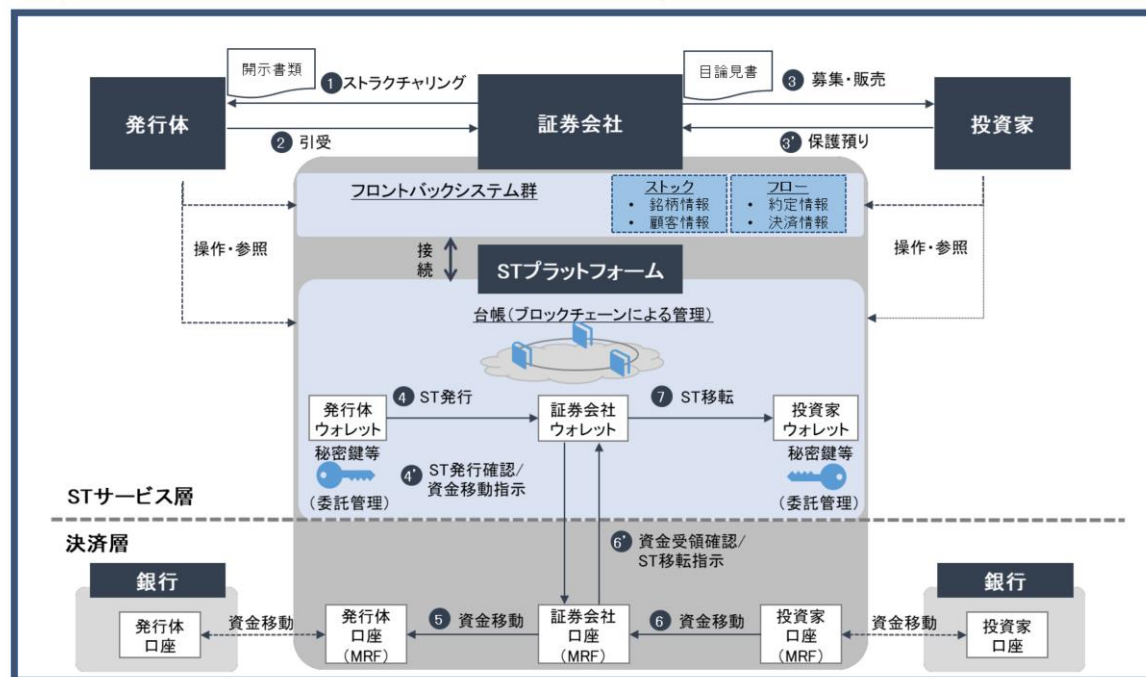 開示書類
目論見書
❶ストラクチャリング
❸ 募集・販売
発行体
証券会社
投資家
❷ 引受
❸' 保護預り
フロントバックシステム群
ストック
• 銘柄情報
• 顧客情報
フロー
• 約定情報
• 決済情報
操作・参照
接続
操作・参照
STプラットフォーム
台帳(ブロックチェーンによる管理)
❹ ST発行
❼ ST移転
発行体
ウォレット
証券会社
ウォレット
投資家
ウォレット
秘密鍵等
(委託管理)
❹' ST発行確認/
資金移動指示
秘密鍵等
(委託管理)
STサービス層
決済層
❻' 資金受領確認/
ST移転指示
銀行
銀行
発行体
口座
資金移動
発行体
口座
(MRF)
❺ 資金移動
証券会社
口座
(MRF)
❻ 資金移動
投資家
口座
(MRF)
資金移動
投資家
口座